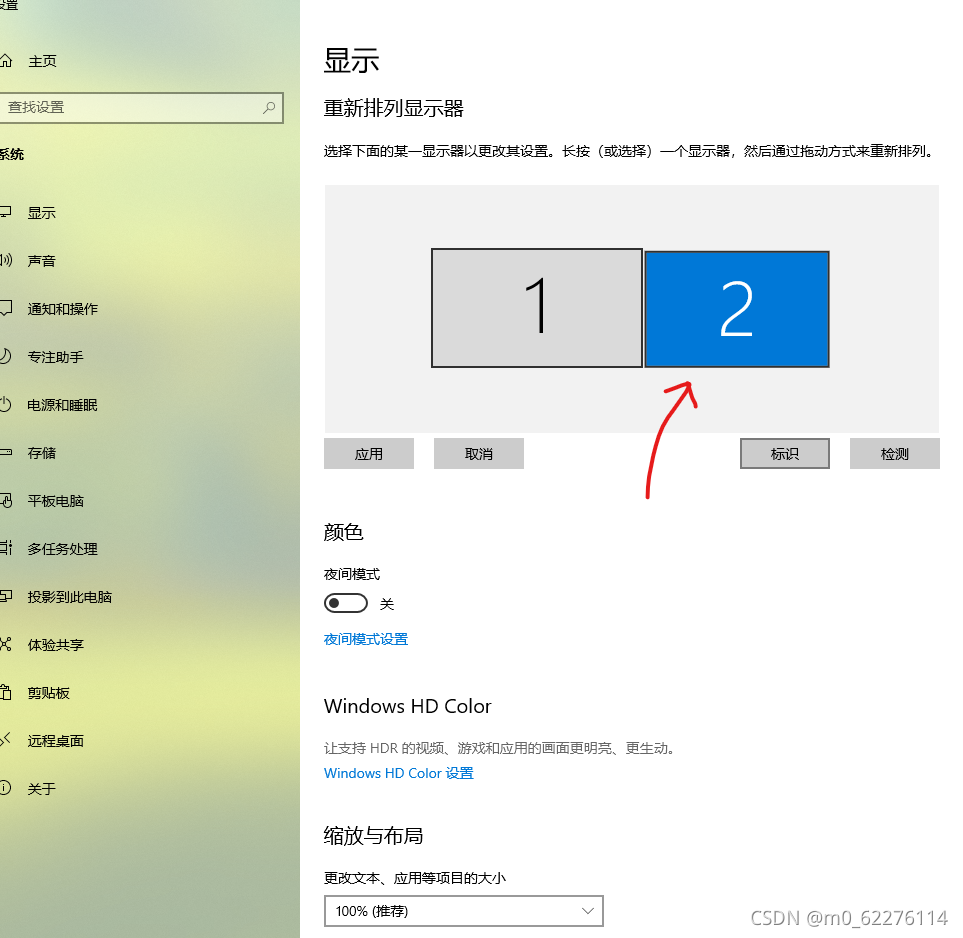 设置
主页
查找设置
系统
显示
声音
通知和操作
专注助手
电源和睡眠
存储
平板电脑
多任务处理
投影到此电脑
体验共享
剪贴板
远程桌面
关于
显示
重新排列显示器
选择下面的某一显示器以更改其设置。长按（或选择）一个显示器，然后通过拖动方式来重新排列。
1
2
应用
取消
标识
检测
颜色
夜间模式
关
夜间模式设置
Windows HD Color
让支持 HDR 的视频、游戏和应用的画面更明亮、更生动。
Windows HD Color 设置
缩放与布局
更改文本、应用等项目的大小
100% (推荐)
CSDN @m0_62276114